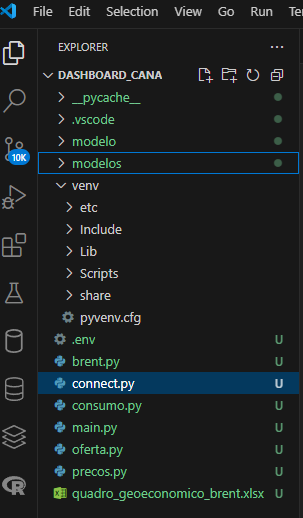 File Edit Selection View Go Run Term
EXPLORER
DASHBOARD_CANA
__pycache__
.vscode
modelo
modelos
10K
venv
etc
Include
Lib
Scripts
share
pyvenv.cfg
.env U
brent.py U
connect.py U
consumo.py U
main.py U
oferta.py U
precos.py U
quadro_geoeconomico_brent.xlsx U
R